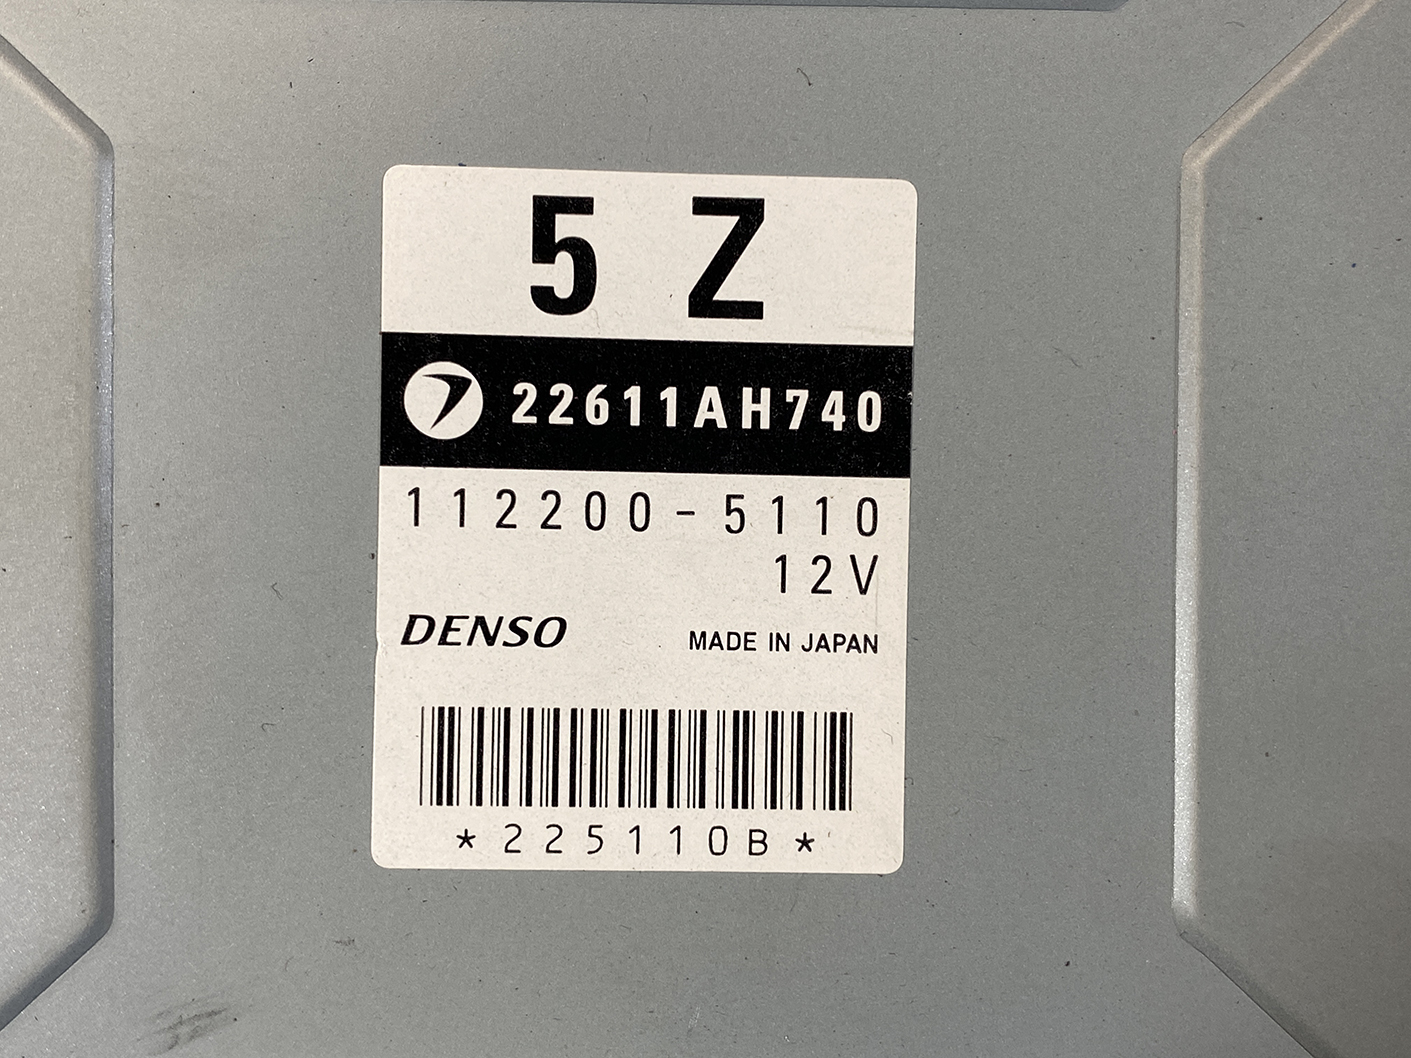 5 Z
22611AH740
112200-5110
12V
DENSO MADE IN JAPAN
*225110B*